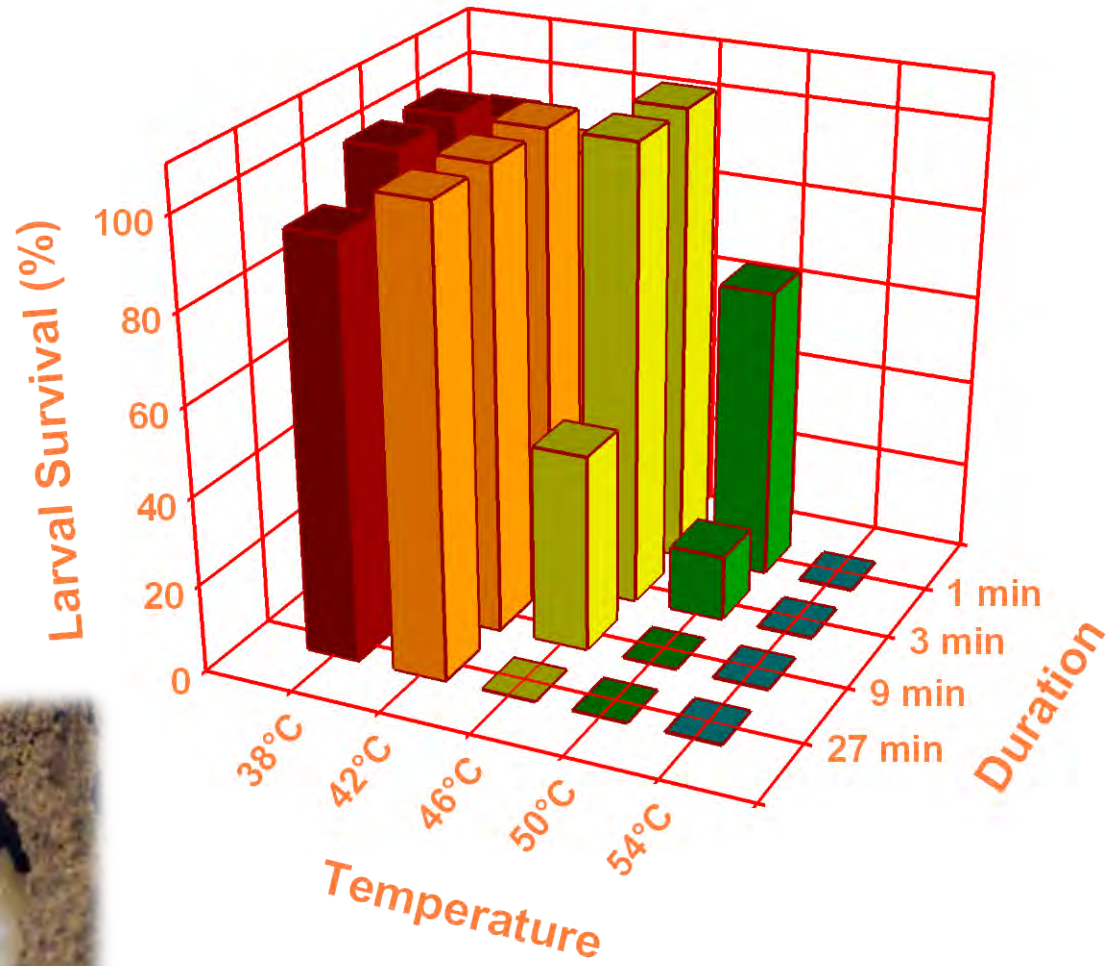 Larval Survival (%)
100
80
60
40
20
0
38°C
42°C
46°C
50°C
54°C
Temperature
1 min
3 min
9 min
27 min
Duration